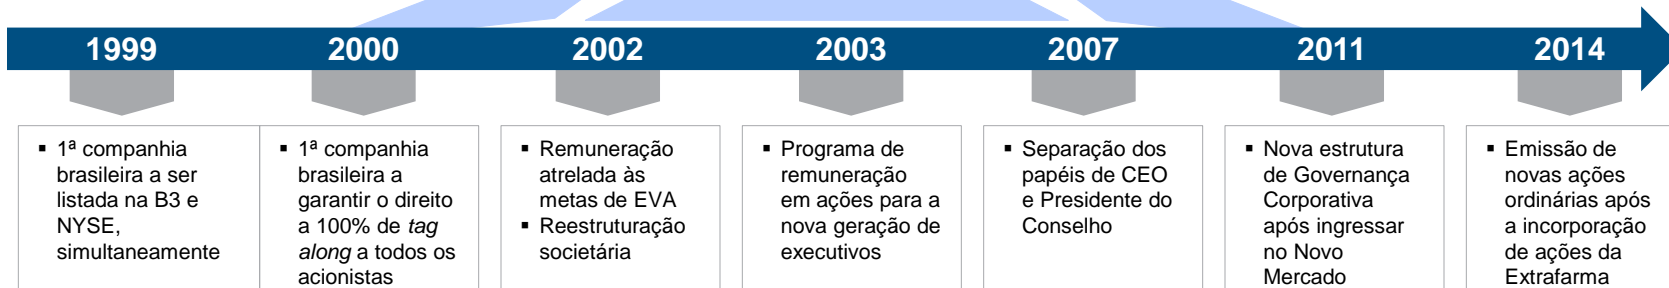 1999
2000
2002
2003
2007
2011
2014
▪ 1ª companhia
brasileira a ser
listada na B3 e
NYSE,
simultaneamente
▪ 1ª companhia
brasileira a
garantir o direito
a 100% de tag
along a todos os
acionistas
▪ Remuneração
atrelada às
metas de EVA
▪ Reestruturação
societária
▪ Programa de
remuneração
em ações para a
nova geração de
executivos
▪ Separação dos
papéis de CEO
e Presidente do
Conselho
▪ Nova estrutura
de Governança
Corporativa
após ingressar
no Novo
Mercado
▪ Emissão de
novas ações
ordinárias após
a incorporação
de ações da
Extrafarma